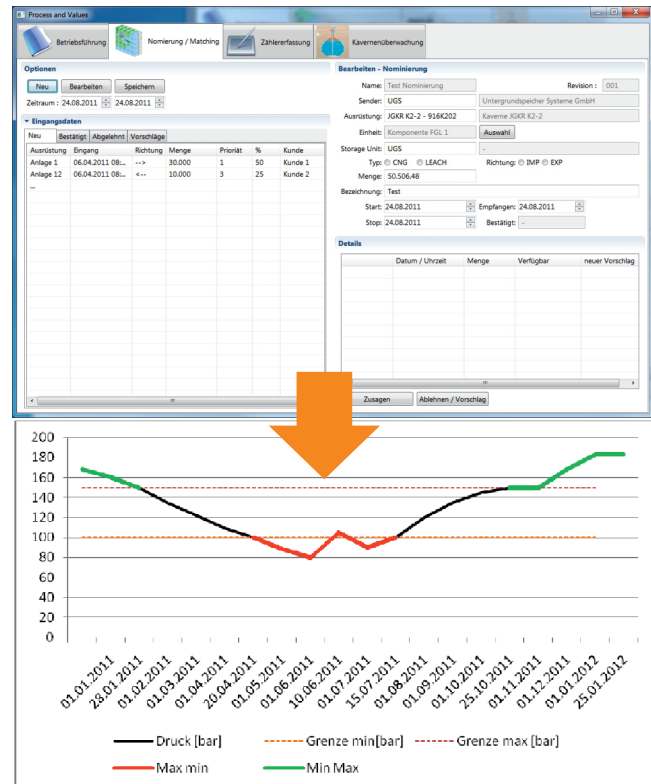 Process and Values
Betriebsführung Nomierung / Matching Zählererfassung Kavernenüberwachung
Optionen
Neu Bearbeiten Speichern
Zeitraum : 24.08.2011 24.08.2011
Eingangsdaten
Neu Bestätigt Abgelehnt Vorschläge
Ausrüstung Eingang Richtung Menge Prioriät % Kunde
Anlage 1 06.04.2011 08:... --> 30.000 1 50 Kunde 1
Anlage 12 06.04.2011 08:... <-- 10.000 3 25 Kunde 2
...
Bearbeiten - Nominierung
Name: Test Nominierung Revision : 001
Sender: UGS Untergrundspeicher Systeme GmbH
Ausrüstung: JGKR K2-2 - 916K202 Kaverne JGKR K2-2
Einheit: Komponente FGL 1 Auswahl
Storage Unit: UGS -
Typ: CNG LEACH Richtung: IMP EXP
Menge: 50.506,48
Bezeichnung: Test
Start: 24.08.2011 Empfangen: 24.08.2011
Stop: 24.08.2011 Bestätigt: -
Details
Datum / Uhrzeit Menge Verfügbar neuer Vorschlag
Zusagen Ablehnen / Vorschlag
200
180
160
140
120
100
80
60
40
20
0
01.01.2011 28.01.2011 01.02.2011 01.03.2011 01.04.2011 20.04.2011 01.05.2011 01.06.2011 10.06.2011 01.07.2011 15.07.2011 01.08.2011 01.09.2011 01.10.2011 25.10.2011 01.11.2011 01.12.2011 01.01.2012 25.01.2012
Druck [bar] Grenze min[bar] Grenze max [bar]
Max min Min Max